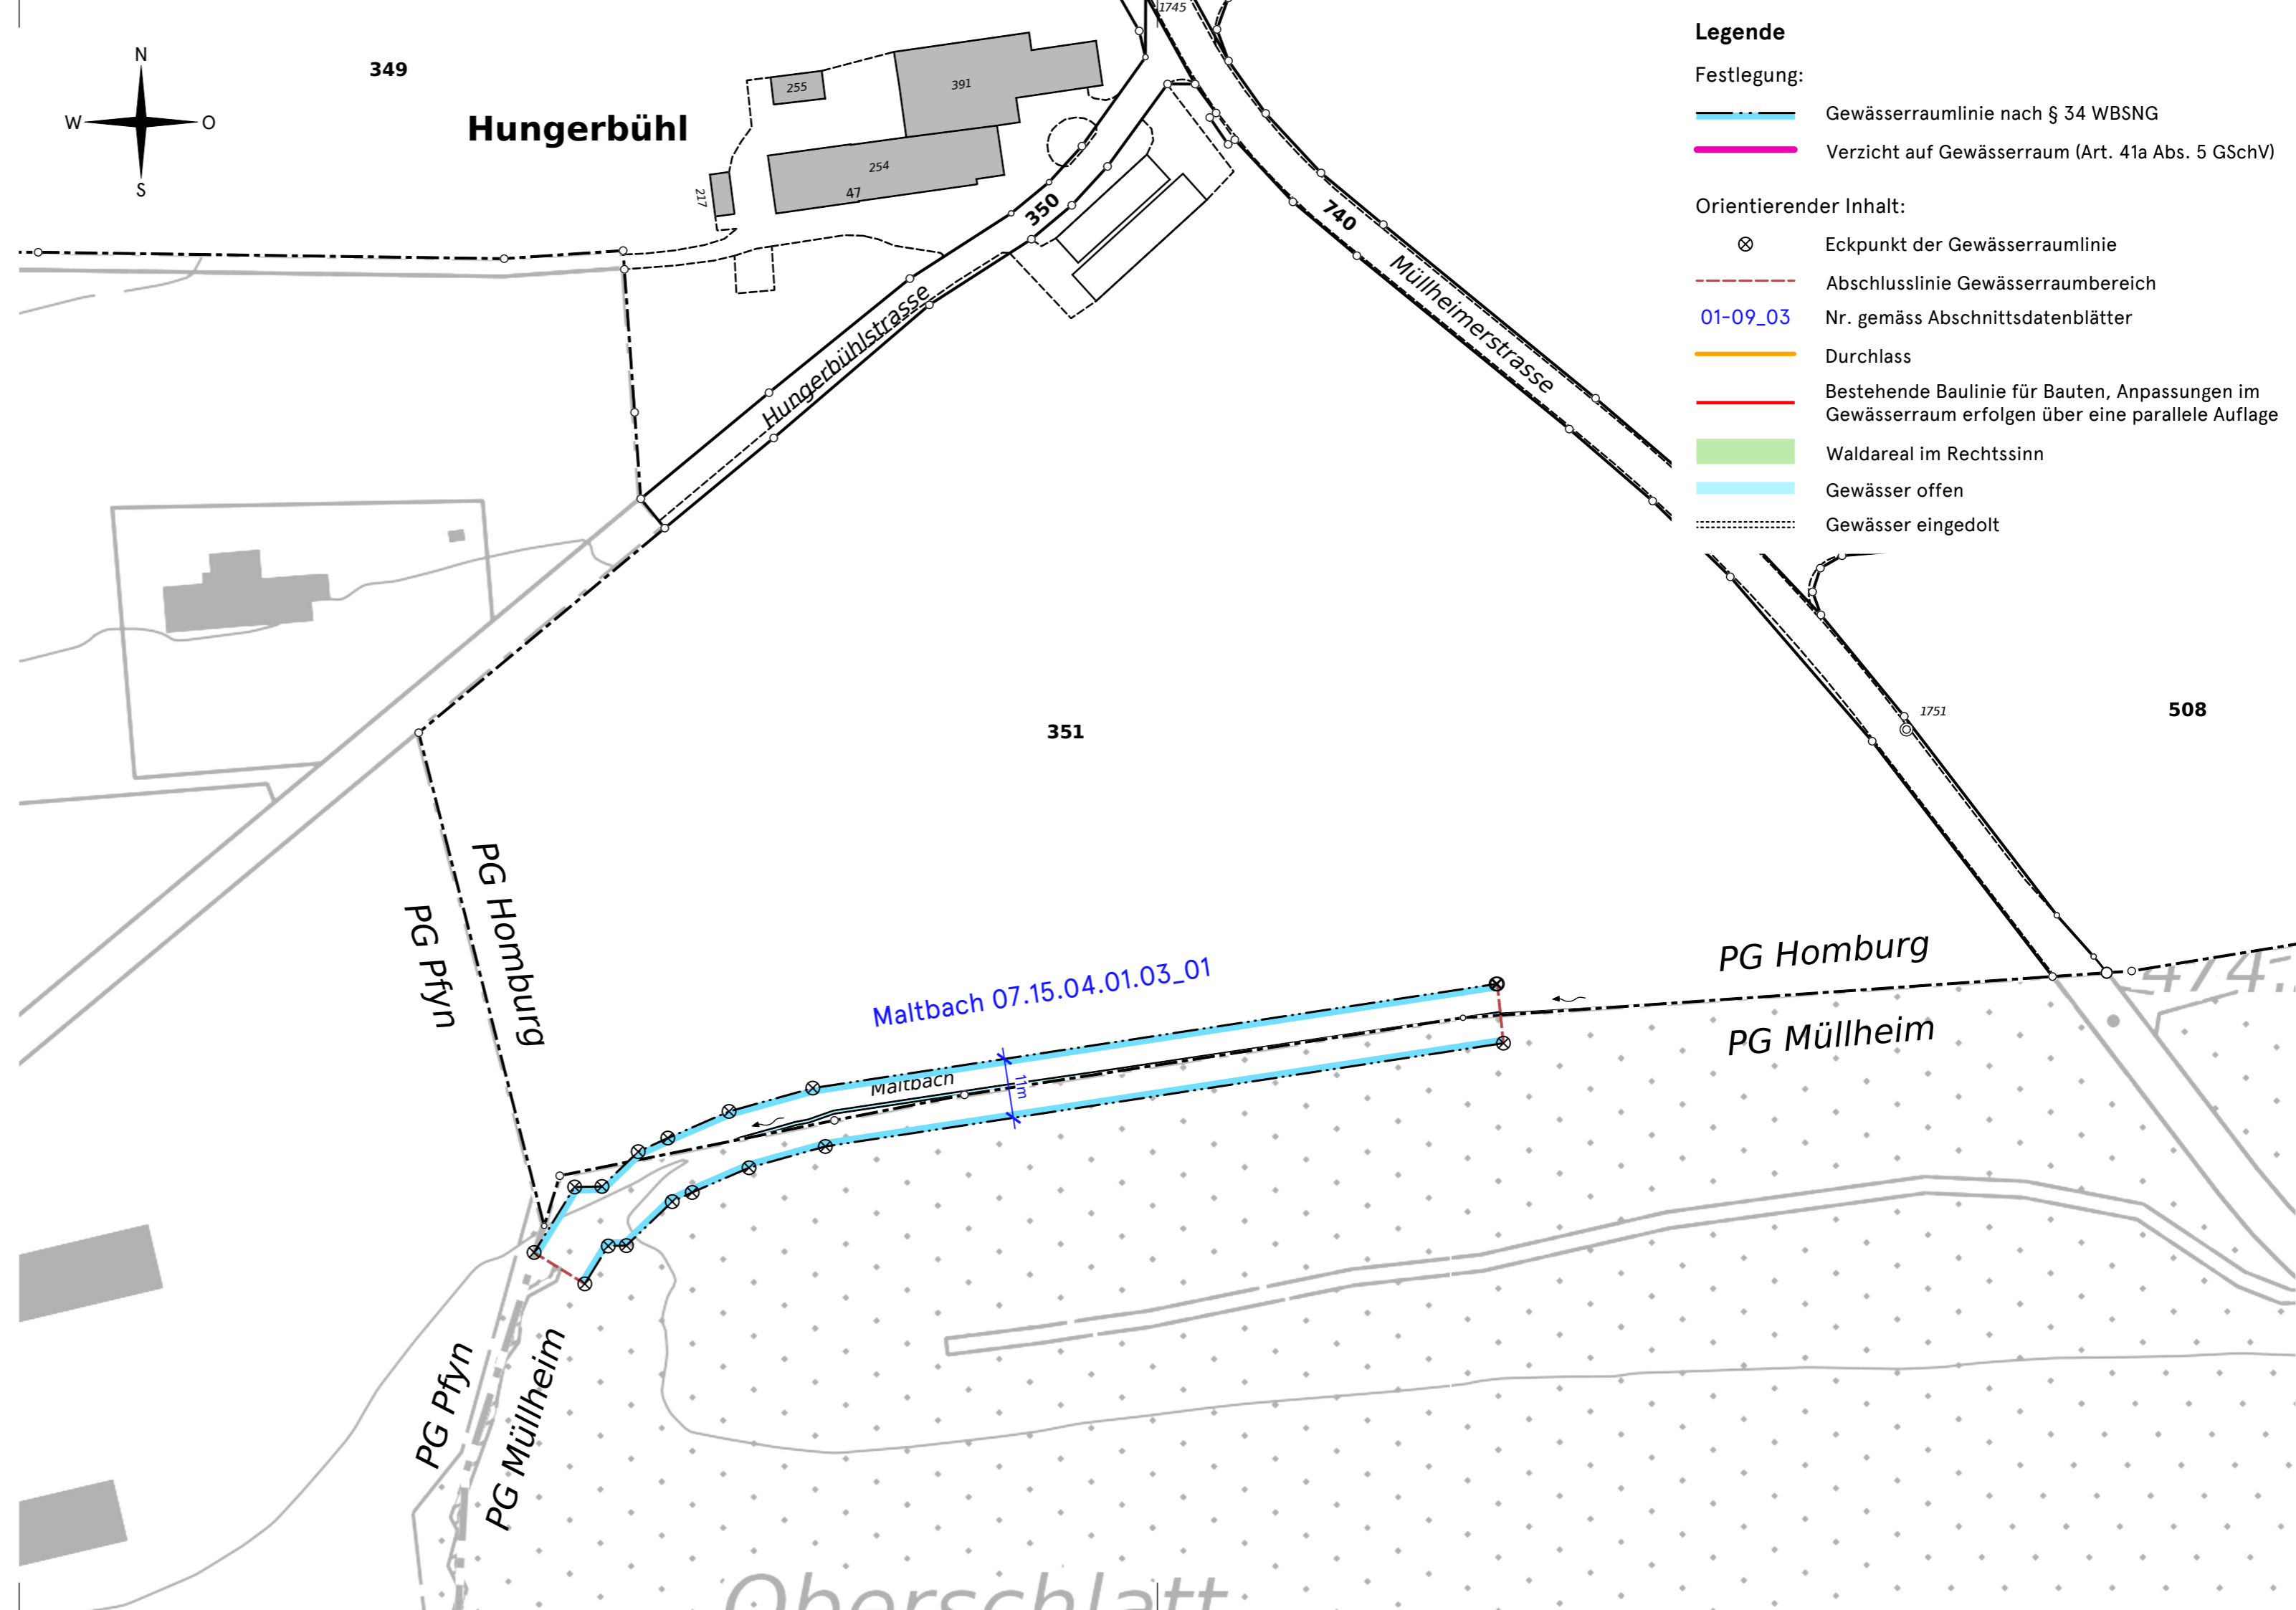 1745
Legende
Festlegung:
Gewässerraumlinie nach § 34 WBSNG
Verzicht auf Gewässerraum (Art. 41a Abs. 5 GSchV)
Orientierender Inhalt:
Eckpunkt der Gewässerraumlinie
Abschlusslinie Gewässerraumbereich
01-09_03 Nr. gemäss Abschnittsdatenblätter
Durchlass
Bestehende Baulinie für Bauten, Anpassungen im
Gewässerraum erfolgen über eine parallele Auflage
Waldareal im Rechtssinn
Gewässer offen
Gewässer eingedolt
N
W
O
S
349
Hungerbühl
255
391
254
47
217
350
740
Hungerbühlstrasse
Müllheimerstrasse
351
1751
508
PG Homburg
PG Pfyn
Maltbach 07.15.04.01.03_01
Maltbach
11m
PG Homburg
PG Müllheim
474.
PG Pfyn
PG Müllheim
Oberschlatt